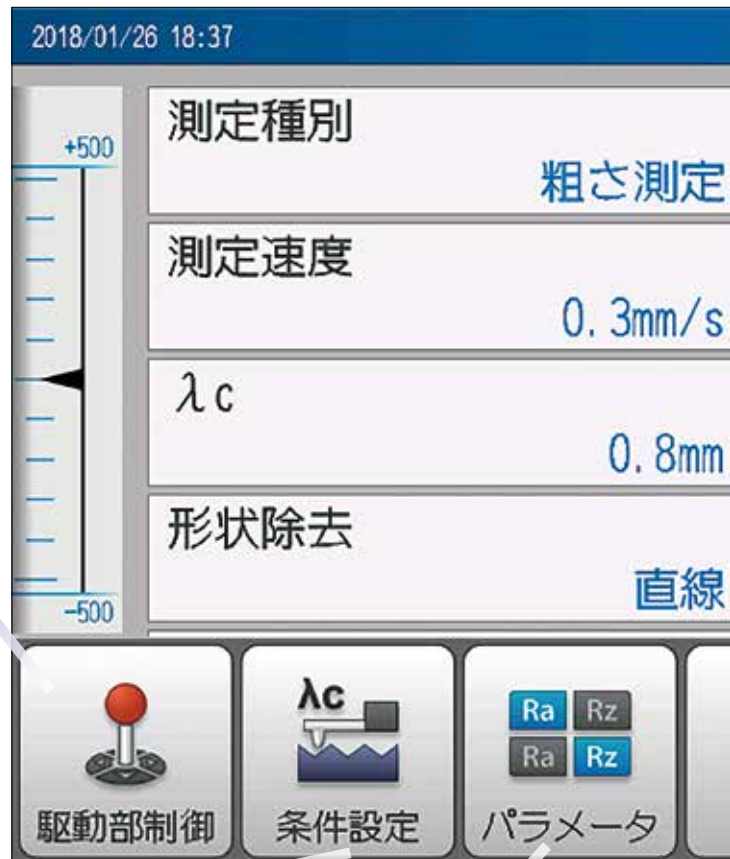 2018/01/26 18:37
+500
測定種別
粗さ測定
測定速度
0.3mm/s
λc
0.8mm
形状除去
直線
-500
λc
Ra Rz
Ra Rz
駆動部制御 条件設定 パラメータ